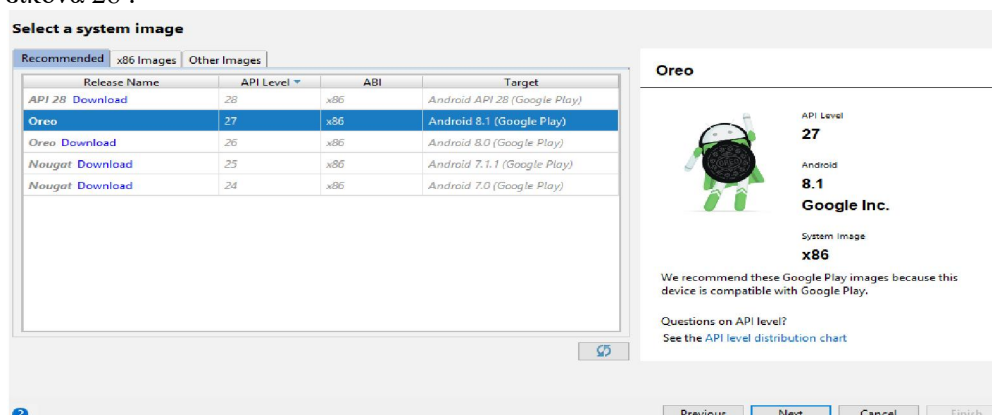 Select a system image
Recommended x86 Images Other Images
Release Name API Level ABI Target
API 28 Download 28 x86 Android API 28 (Google Play)
Oreo 27 x86 Android 8.1 (Google Play)
Oreo Download 26 x86 Android 8.0 (Google Play)
Nougat Download 25 x86 Android 7.1.1 (Google Play)
Nougat Download 24 x86 Android 7.0 (Google Play)
Oreo
API Level
27
Android
8.1
Google Inc.
System Image
x86
We recommend these Google Play images because this
device is compatible with Google Play.
Questions on API level?
See the API level distribution chart
? Previous Next Cancel Finish